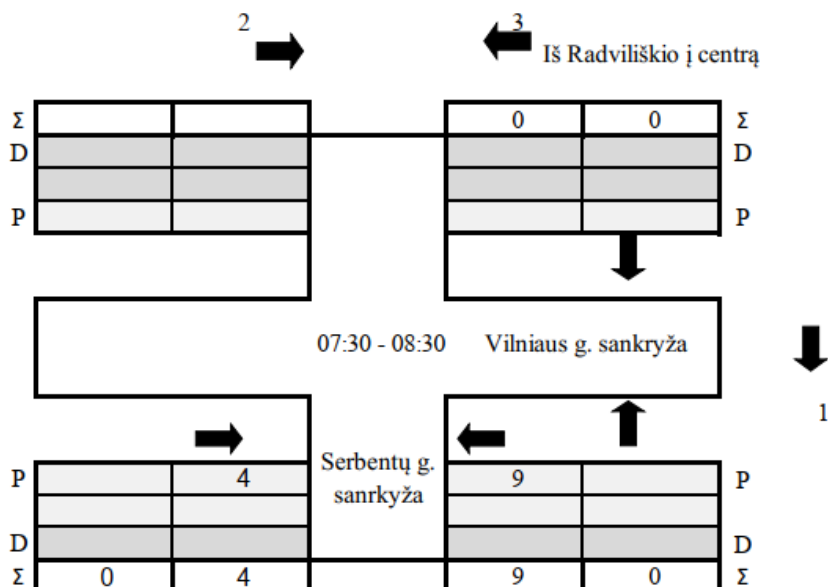 2
3
Iš Radviliškio į centrą
Σ 0 0 Σ
D D
P P
07:30 - 08:30 Vilniaus g. sankryža
1
Serbentų g.
sanrkyža
P 4 9 P
D D
Σ 0 4 9 0 Σ